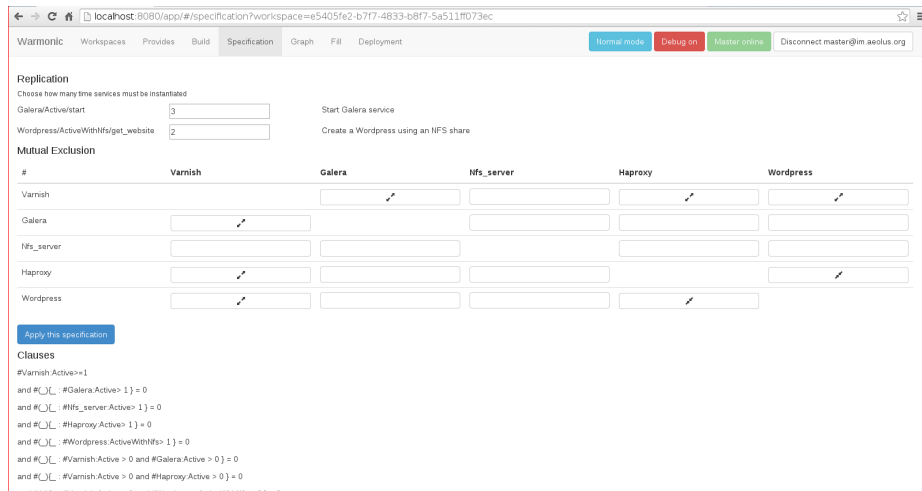 localhost:8080/app/#/specification?workspace=e5405fe2-b7f7-4833-b8f7-5a511ff073ec
Warmonic Workspaces Provides Build Specification Graph Fill Deployment Normal mode Debug on Master online Disconnect master@im.aeolus.org
Replication
Choose how many time services must be instantiated
Galera/Active/start 3 Start Galera service
Wordpress/ActiveWithNfs/get_website 2 Create a Wordpress using an NFS share
Mutual Exclusion
# Varnish Galera Nfs_server Haproxy Wordpress
Varnish
Galera
Nfs_server
Haproxy
Wordpress
Apply this specification
Clauses
#Varnish:Active>=1
and #(_){_ : #Galera:Active> 1 } = 0
and #(_){_ : #Nfs_server:Active> 1 } = 0
and #(_){_ : #Haproxy:Active> 1 } = 0
and #(_){_ : #Wordpress:ActiveWithNfs> 1 } = 0
and #(_){_ : #Varnish:Active > 0 and #Galera:Active > 0 } = 0
and #(_){_ : #Varnish:Active > 0 and #Haproxy:Active > 0 } = 0